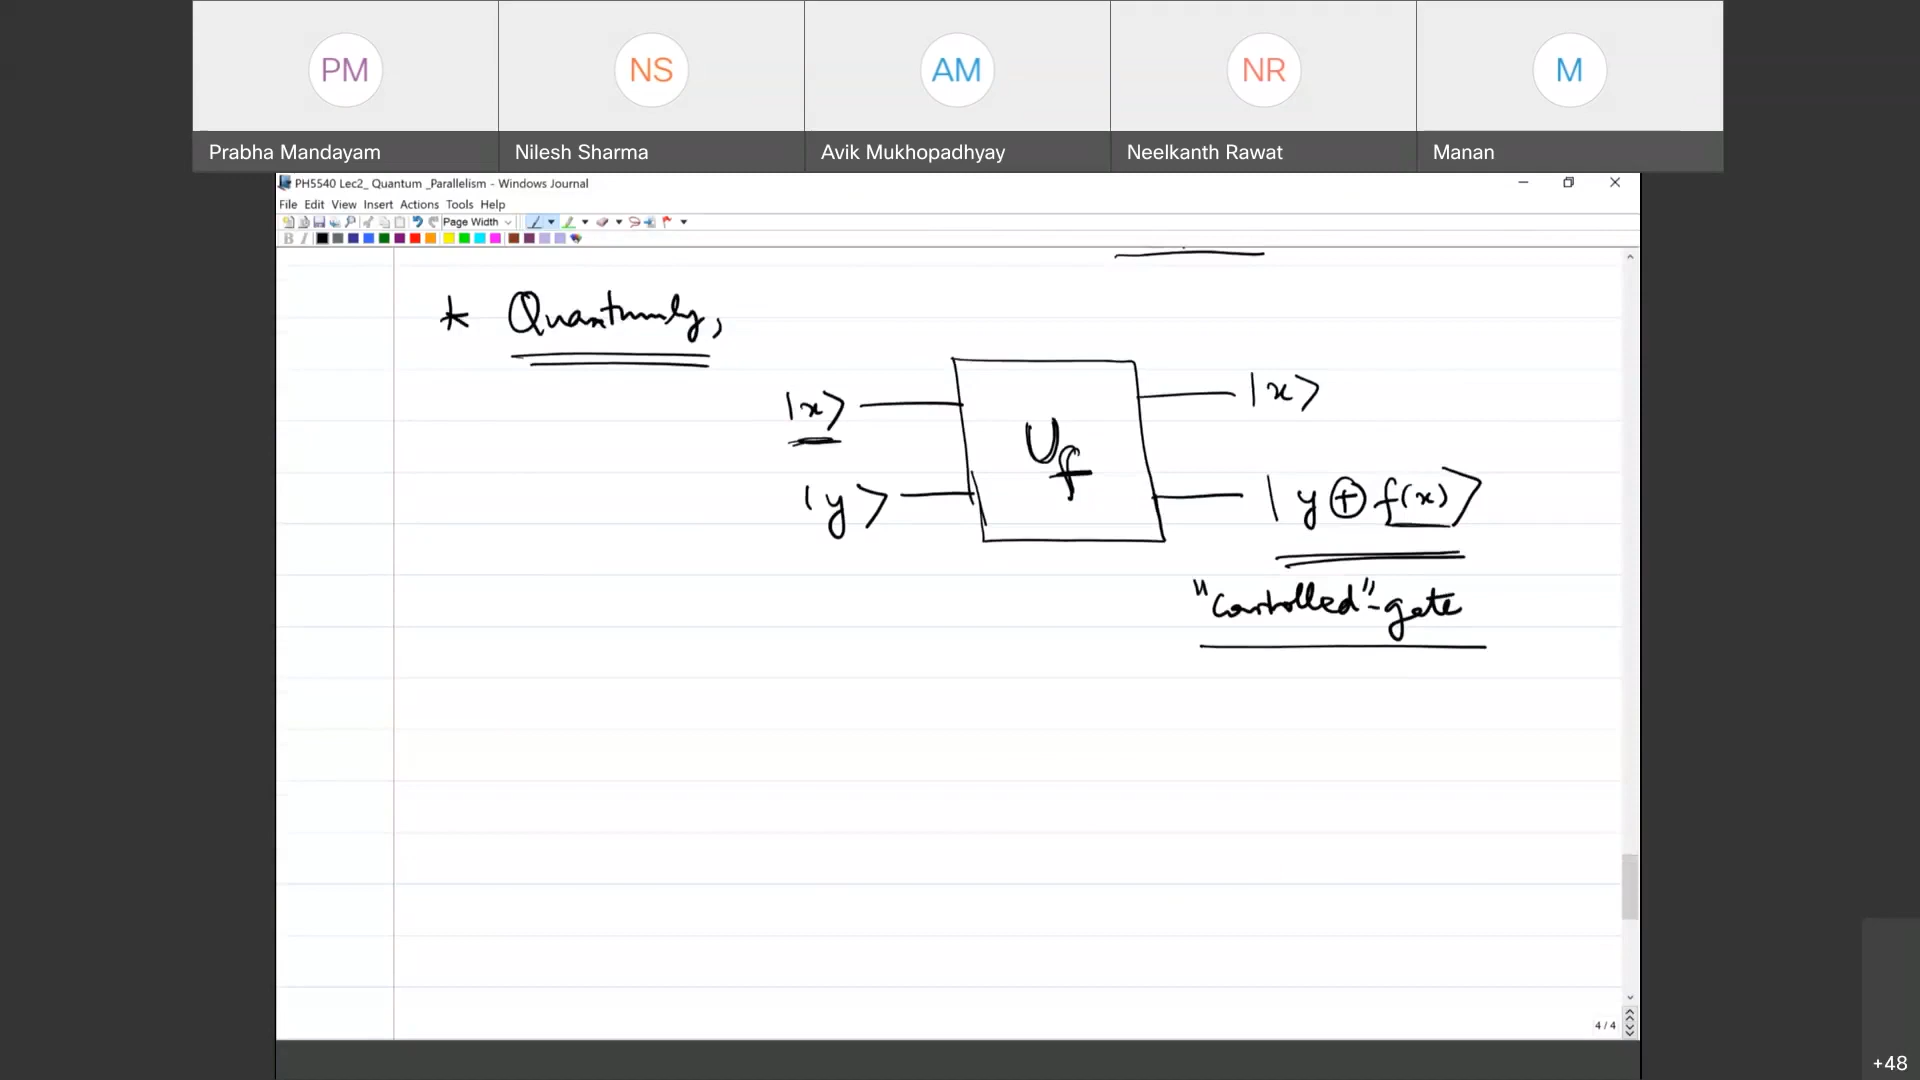 PM NS AM NR M
Prabha Mandayam Nilesh Sharma Avik Mukhopadhyay Neelkanth Rawat Manan
PH5540 Lec2_ Quantum _Parallelism - Windows Journal
File Edit View Insert Actions Tools Help
Page Width
B I
* Quantumly,
|x⟩ |x⟩
U_f
|y⟩ |y ⊕ f(x)⟩
"Controlled"-gate
4 / 4
+48